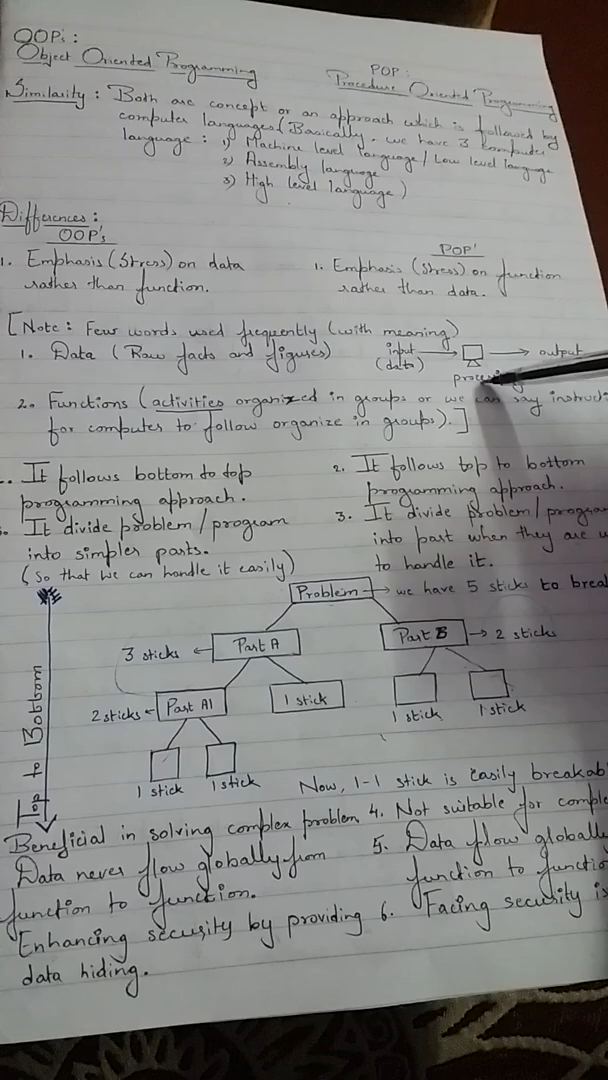 OOPs:
Object Oriented Programming
POP:
Procedure Oriented Programming
Similarity: Both are concept or an approach which is followed by
computer languages (Basically, we have 3 computer
language: 1) Machine level language / Low level language
2) Assembly language
3) High level language)
Differences:
OOP's
POP'
1. Emphasis (Stress) on data
rather than function.
1. Emphasis (Stress) on function
rather than data.
[Note: Few words used frequently (with meaning)
1. Data (Raw facts and figures)
input
(data)
output
2. Functions (activities organized in groups or we can say
for computer to follow organize in groups).]
It follows bottom to top
programming approach.
2. It follows top to bottom
programming approach.
It divide problem / program
into simpler parts.
(So that we can handle it easily)
3. It divide problem /
into part when they are
to handle it.
Problem → we have 5 sticks to
3 sticks ← Part A
Part B → 2 sticks
2 sticks ← Part A1
1 stick
1 stick
1 stick
1 stick
1 stick
Top to Bottom
Now, 1-1 stick is easily
Beneficial in solving complex problem
4. Not suitable for
Data never flow globally from
function to function.
5. Data flow globally
function to
Enhancing security by providing
data hiding.
6. Facing security